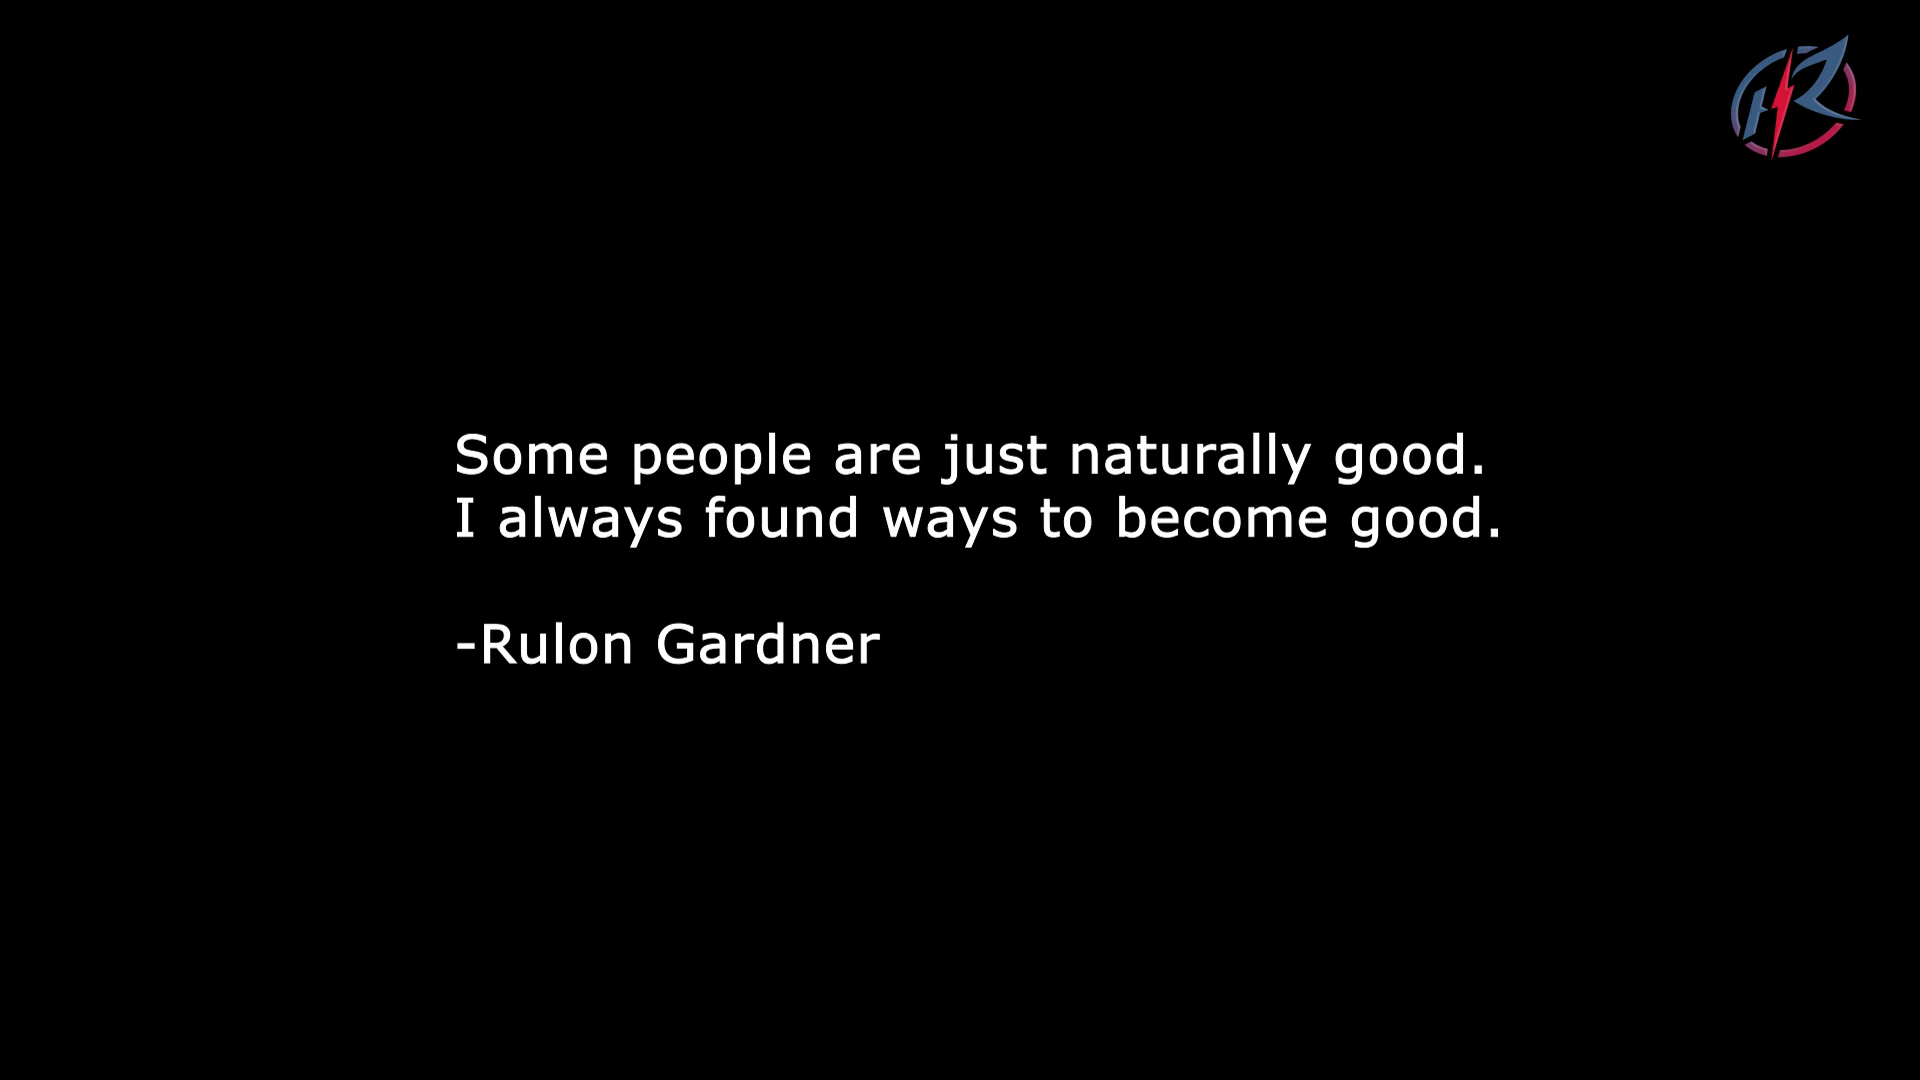 Some people are just naturally good.
I always found ways to become good.
-Rulon Gardner